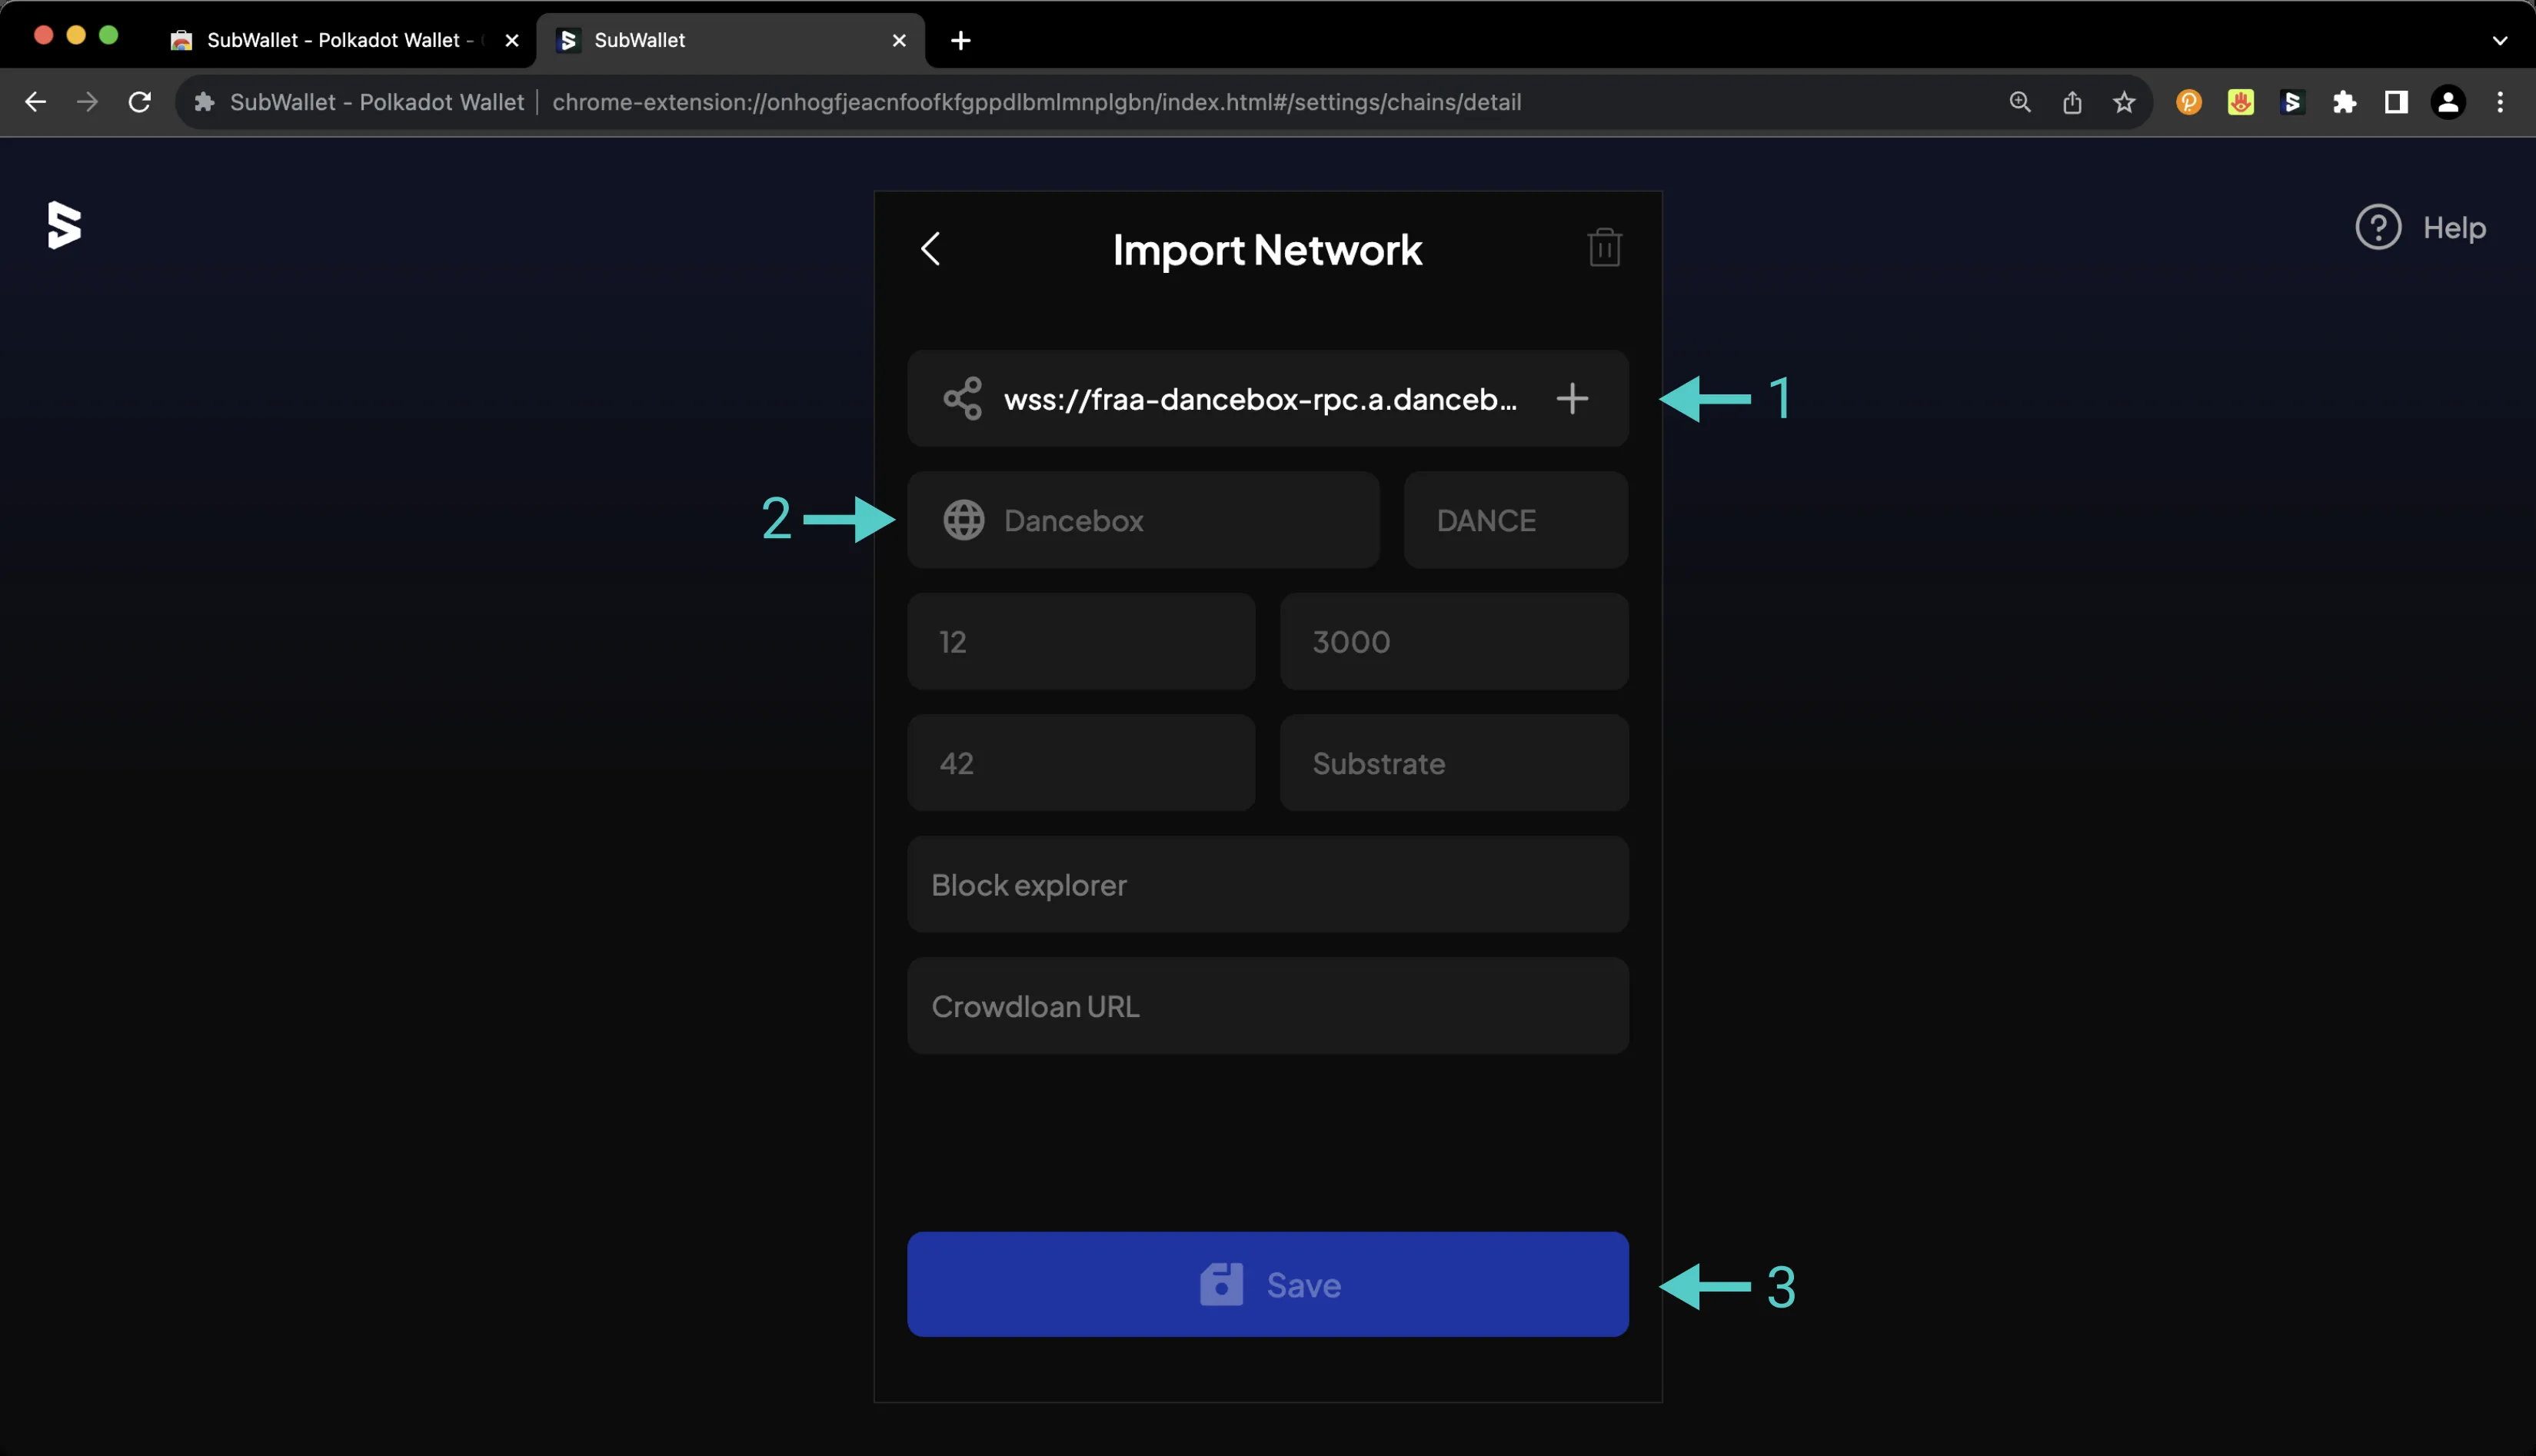 SubWallet - Polkadot Wallet -
SubWallet
SubWallet - Polkadot Wallet | chrome-extension://onhogfjeacnfoofkfgppdlbmlmnplgbn/index.html#/settings/chains/detail
Help
Import Network
wss://fraa-dancebox-rpc.a.danceb...
1
2
Dancebox
DANCE
12
3000
42
Substrate
Block explorer
Crowdloan URL
Save
3